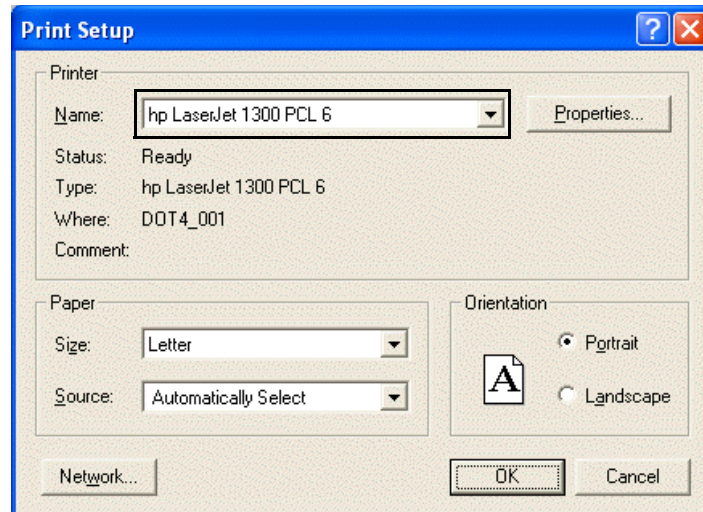 Print Setup
Printer
Name: hp LaserJet 1300 PCL 6 Properties...
Status: Ready
Type: hp LaserJet 1300 PCL 6
Where: DOT4_001
Comment:
Paper
Size: Letter
Source: Automatically Select
Orientation
A
Portrait
Landscape
Network... OK Cancel